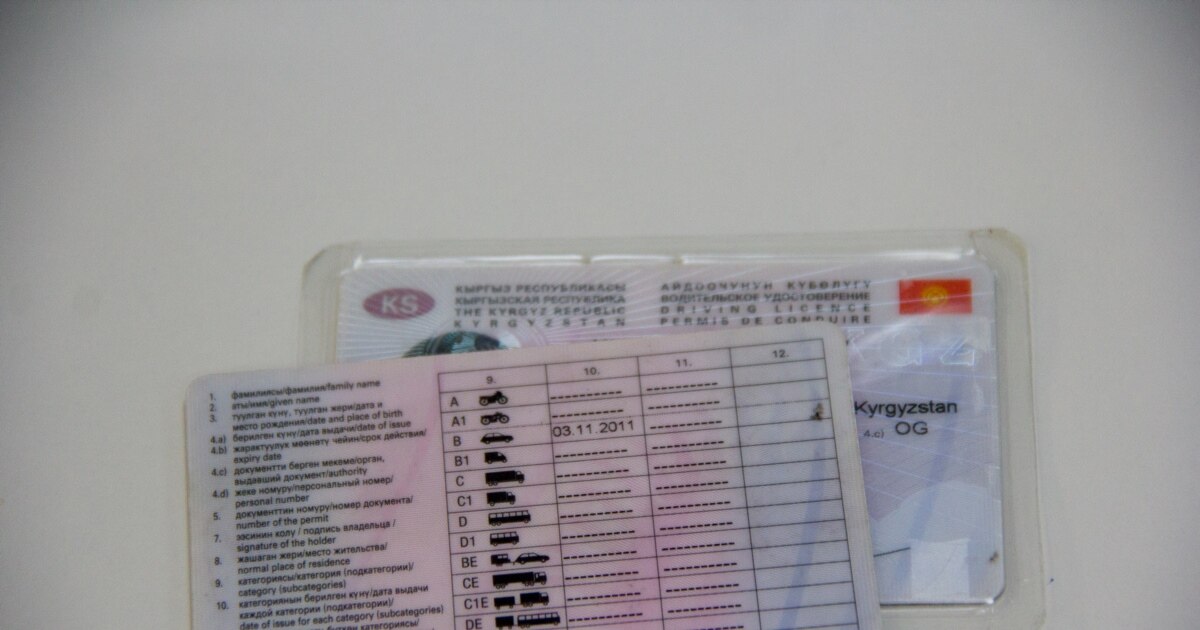 KS
КЫРГЫЗ РЕСПУБЛИКАСЫ
КЫРГЫЗСКАЯ РЕСПУБЛИКА
THE KYRGYZ REPUBLIC
KYRGYZSTAN
АЙДООЧУНУН КҮБӨЛҮГҮ
ВОДИТЕЛЬСКОЕ УДОСТОВЕРЕНИЕ
DRIVING LICENCE
PERMIS DE CONDUIRE
Kyrgyzstan
4.c) OG
1. фамилиясы/фамилия/family name
2. аты/имя/given name
3. туулган күнү, туулган жери/дата и
место рождения/date and place of birth
4.a) берилген күнү/дата выдачи/date of issue
4.b) жарактуулук мөөнөтү чейин/срок действия/
expiry date
4.c) документти берген мекеме/орган,
выдавший документ/authority
4.d) жеке номуру/персональный номер/
personal number
5. документтин номуру/номер документа/
number of the permit
7. ээсинин колу / подпись владельца /
signature of the holder
8. жашаган жери/место жительства/
normal place of residence
9. категориясы/категория (подкатегории)/
category (subcategories)
10. категориянын берилген күнү/дата выдачи
каждой категории (подкатегории)/
date of issue for each category (subcategories)
9. 10. 11. 12.
A
A1
B 03.11.2011
B1
C
C1
D
D1
BE
CE
C1E
DE